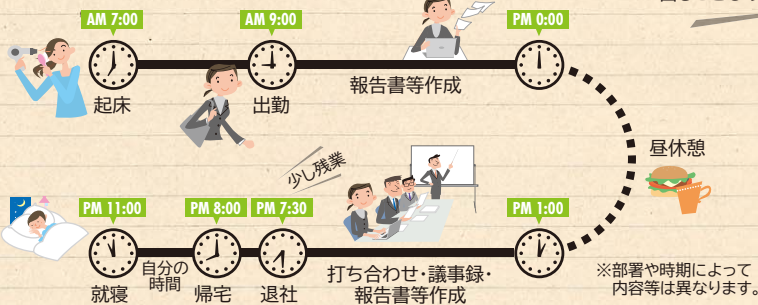 AM 7:00
AM 9:00
PM 0:00
起床
出勤
報告書等作成
昼休憩
少し残業
PM 11:00
PM 8:00
PM 7:30
PM 1:00
就寝
自分の
時間
帰宅
退社
打ち合わせ・議事録・
報告書等作成
※部署や時期によって
内容等は異なります。